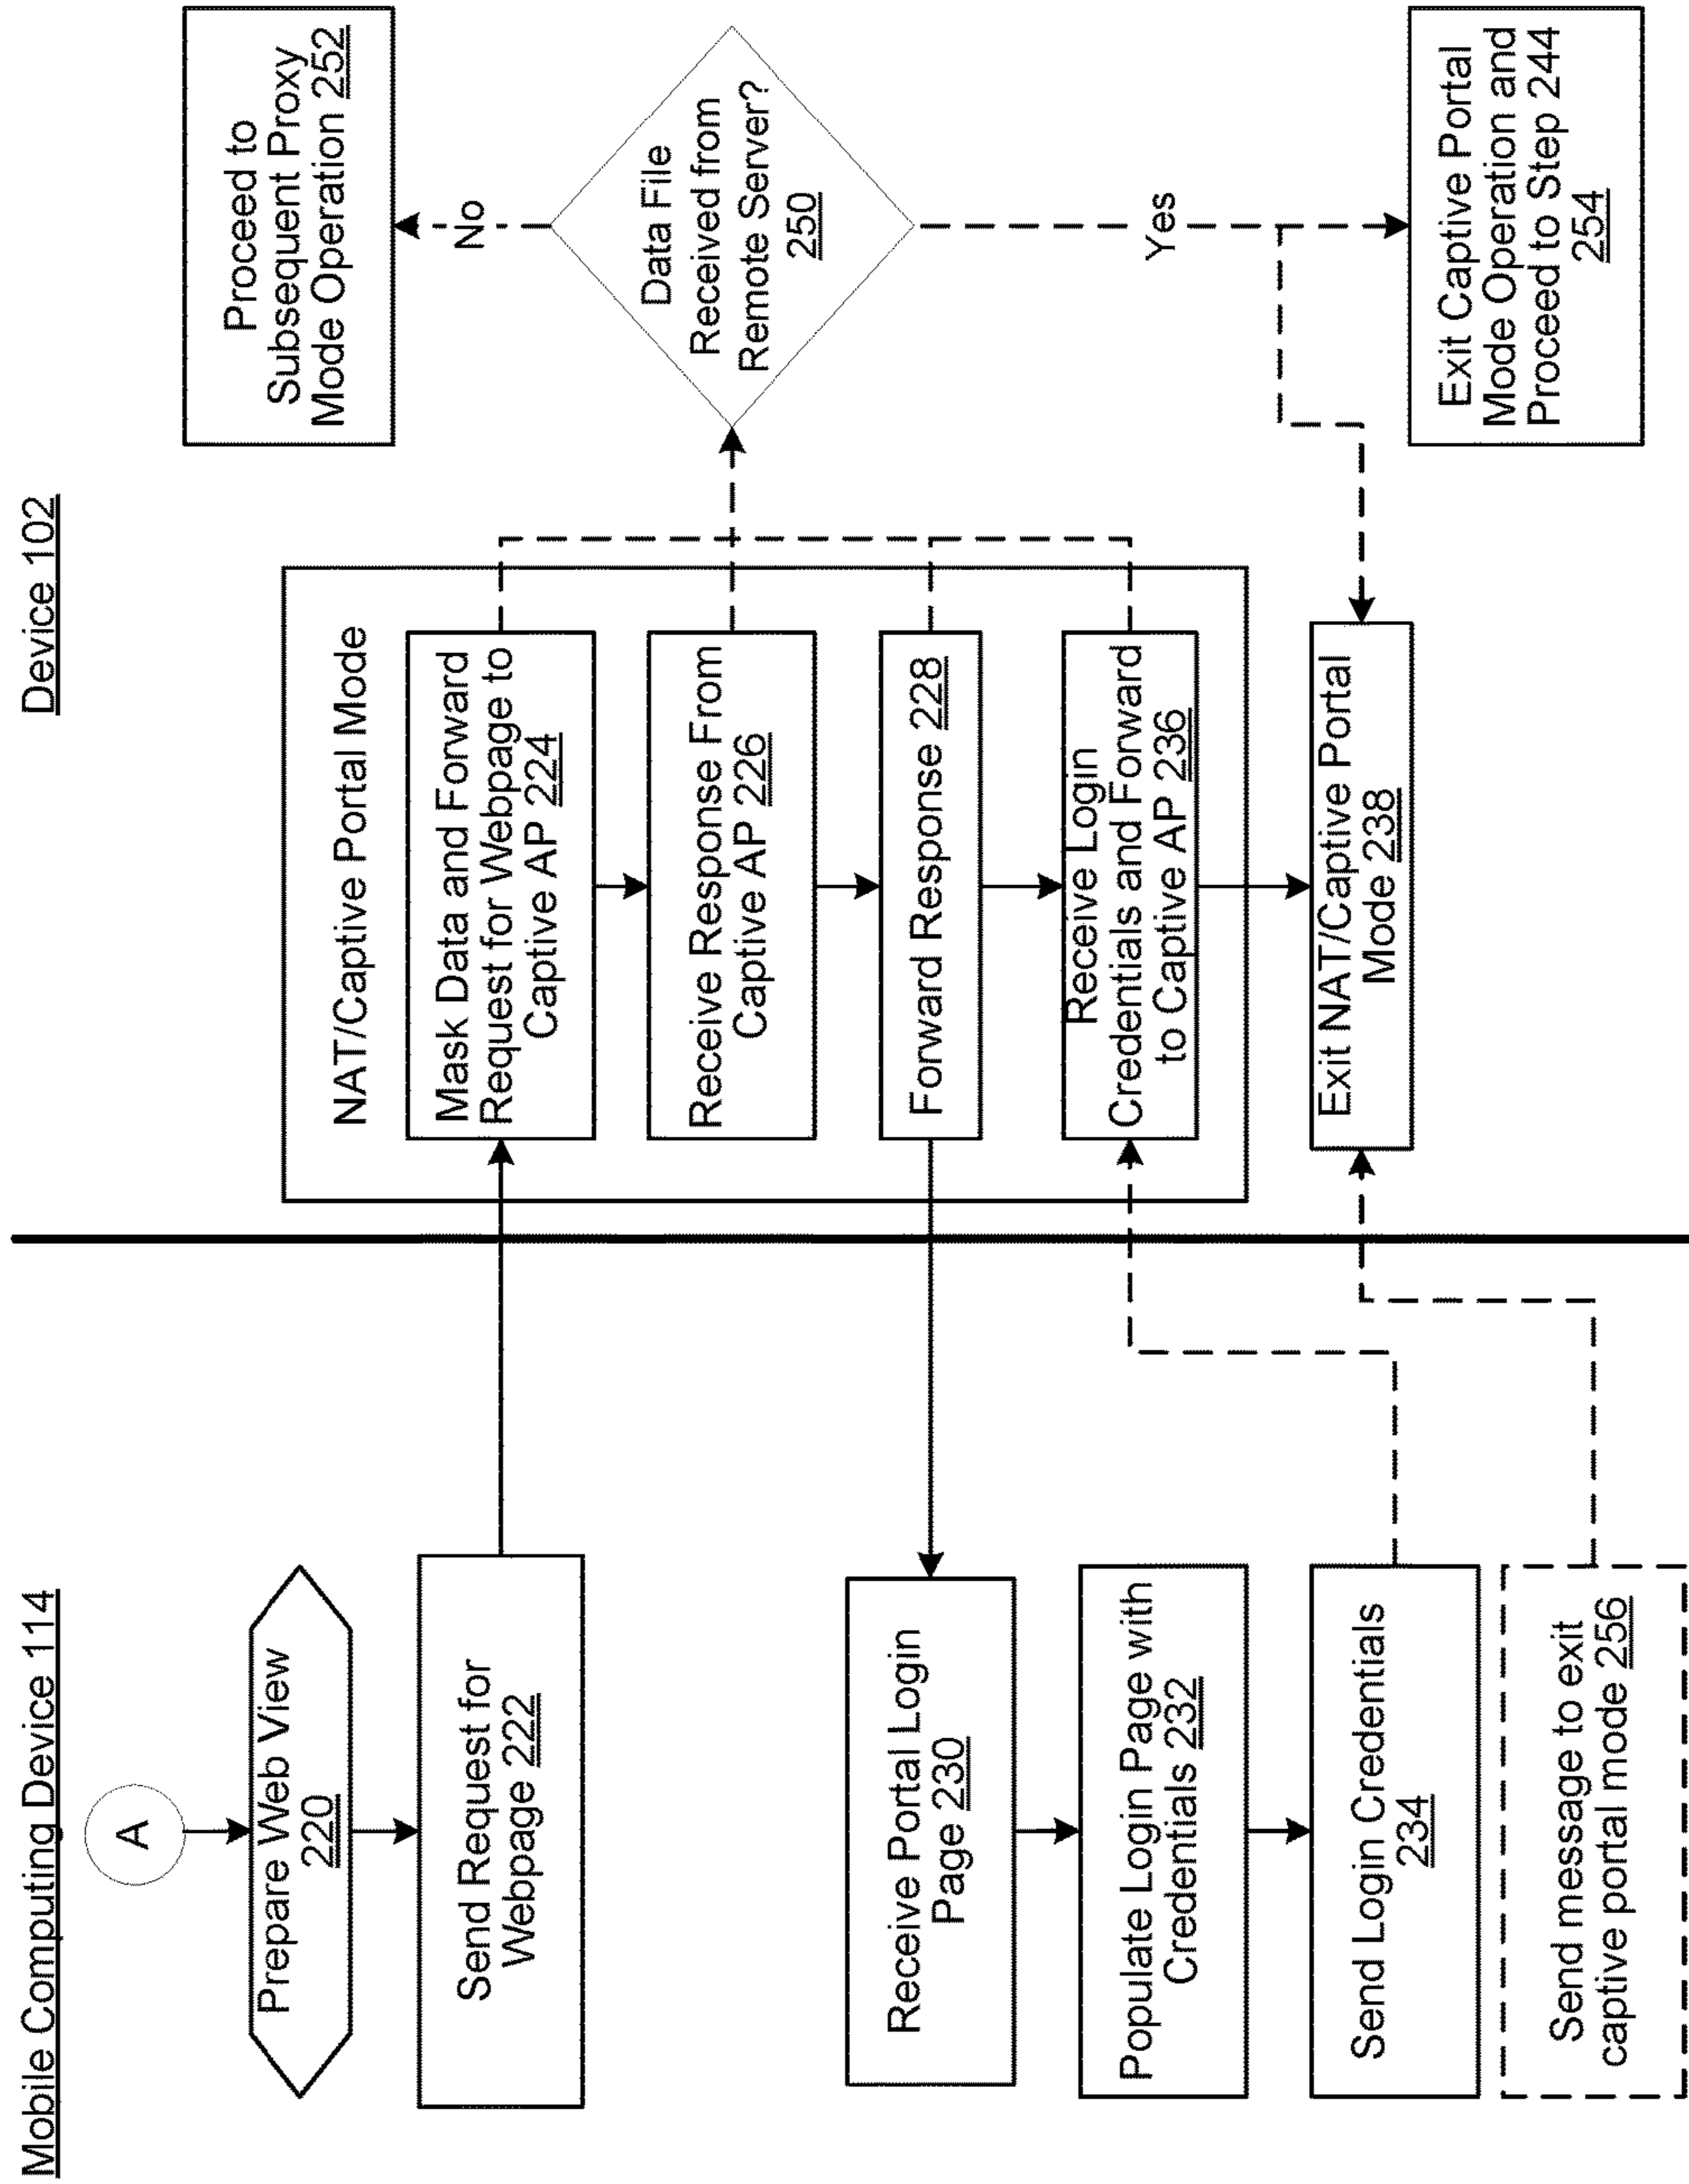 Mobile Computing Device 114
A
Prepare Web View
220
Send Request for
Webpage 222
Receive Portal Login
Page 230
Populate Login Page with
Credentials 232
Send Login Credentials
234
Send message to exit
captive portal mode 256
Device 102
NAT/Captive Portal Mode
Mask Data and Forward
Request for Webpage to
Captive AP 224
Receive Response From
Captive AP 226
Forward Response 228
Receive Login
Credentials and Forward
to Captive AP 236
Exit NAT/Captive Portal
Mode 238
Proceed to
Subsequent Proxy
Mode Operation 252
No
Data File
Received from
Remote Server?
250
Yes
Exit Captive Portal
Mode Operation and
Proceed to Step 244
254